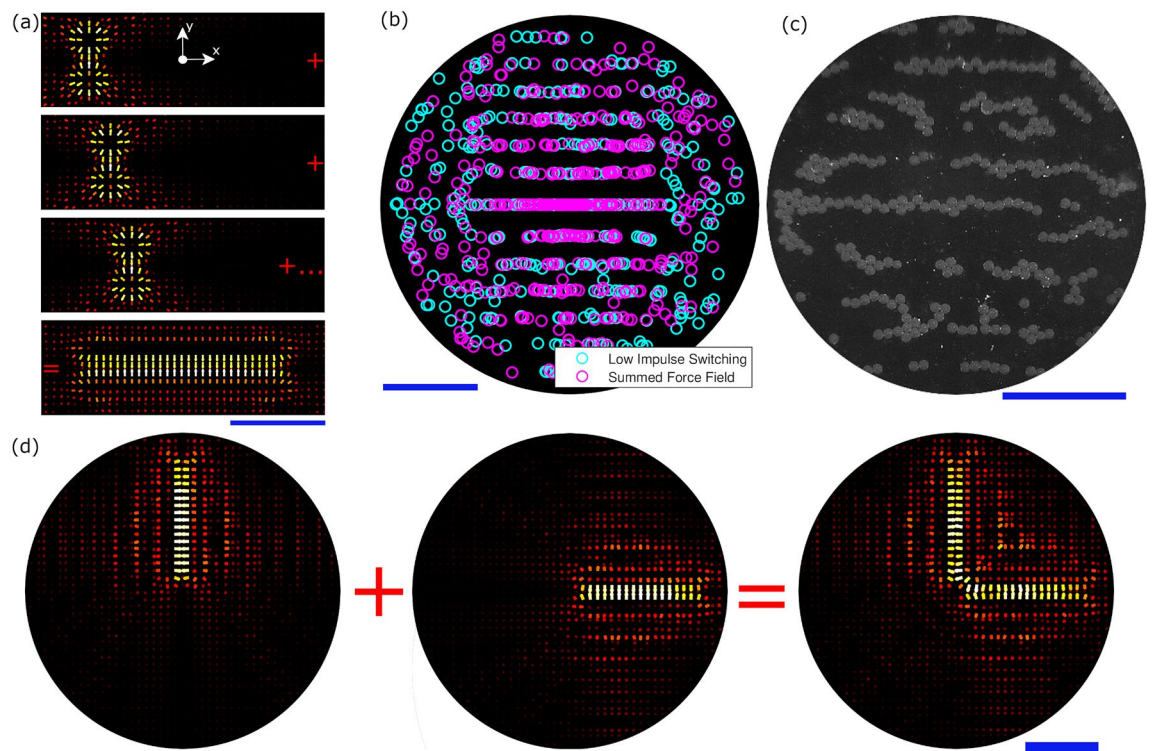 (a)
y
x
+
+
+...
=
(b)
Low Impulse Switching
Summed Force Field
(c)
(d)
+
=